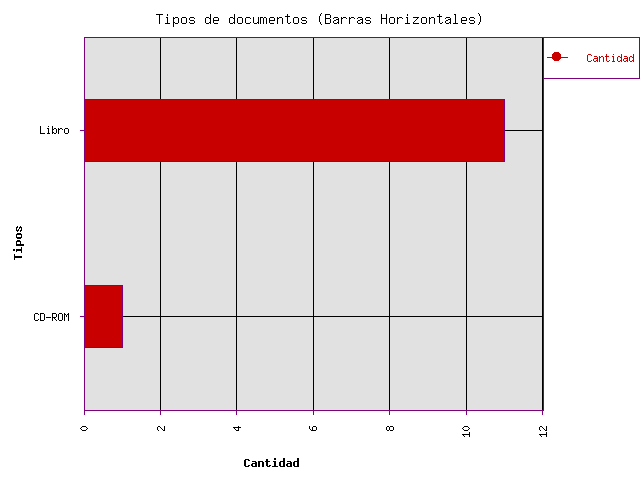 Tipos de documentos (Barras Horizontales)
Cantidad
Libro
Tipos
CD-ROM
0 2 4 6 8 10 12
Cantidad